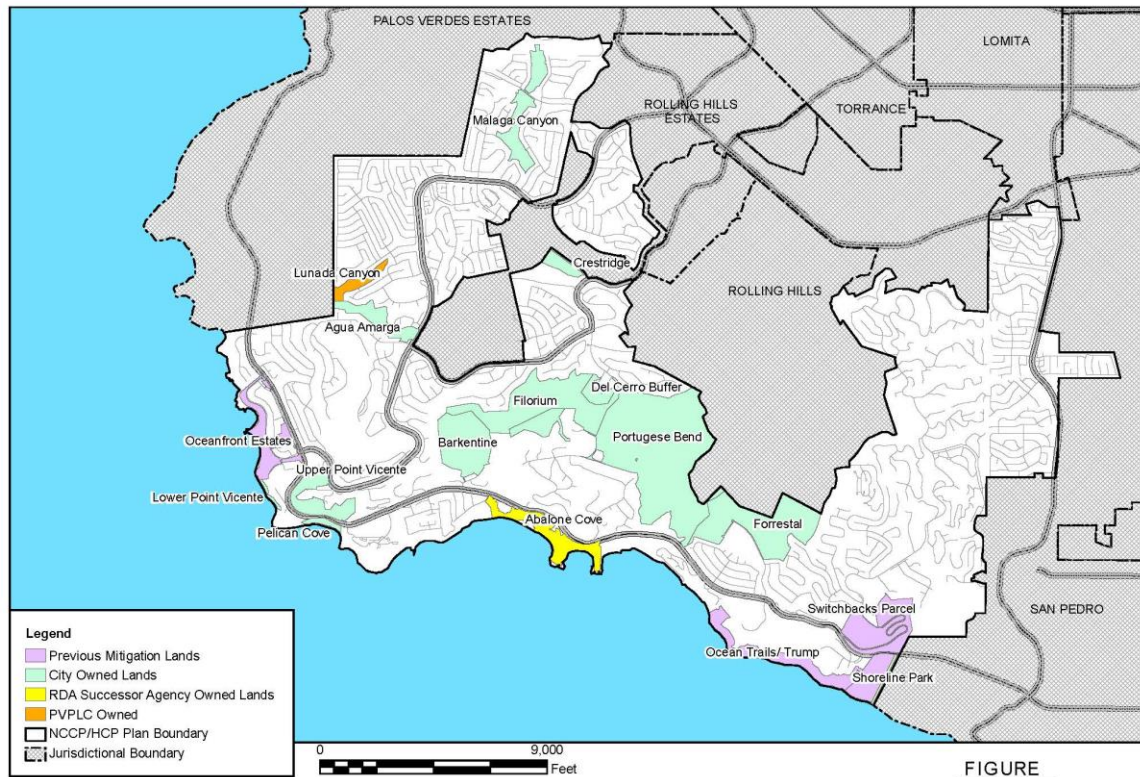 PALOS VERDES ESTATES
LOMITA
TORRANCE
ROLLING HILLS
ESTATES
Malaga Canyon
Crestridge
Lunada Canyon
ROLLING HILLS
Agua Amarga
Del Cerro Buffer
Filorium
Portugese Bend
Barkentine
Oceanfront Estates
Upper Point Vicente
Lower Point Vicente
Abalone Cove
Forrestal
Pelican Cove
Switchbacks Parcel
SAN PEDRO
Ocean Trails/ Trump
Shoreline Park
Legend
Previous Mitigation Lands
City Owned Lands
RDA Successor Agency Owned Lands
PVPLC Owned
NCCP/HCP Plan Boundary
Jurisdictional Boundary
0 9,000
Feet
FIGURE